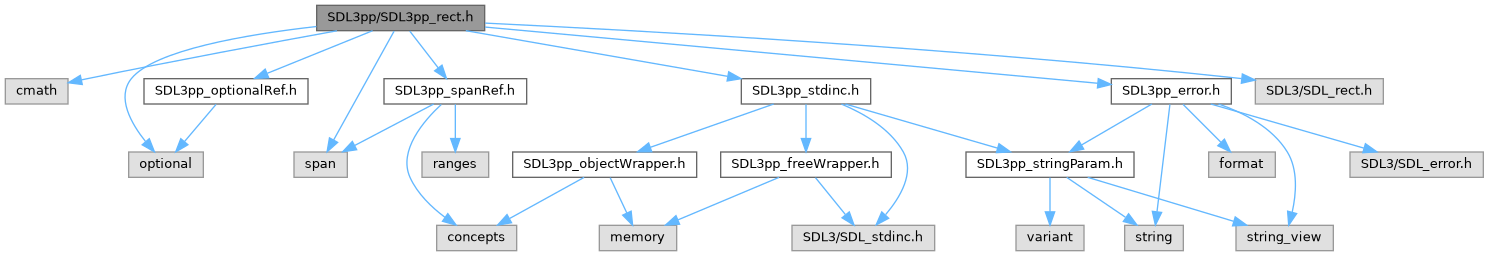 SDL3pp/SDL3pp_rect.h
cmath
SDL3pp_optionalRef.h
SDL3pp_spanRef.h
SDL3pp_stdinc.h
SDL3pp_error.h
SDL3/SDL_rect.h
optional
span
ranges
SDL3pp_objectWrapper.h
SDL3pp_freeWrapper.h
SDL3pp_stringParam.h
format
SDL3/SDL_error.h
concepts
memory
SDL3/SDL_stdinc.h
variant
string
string_view